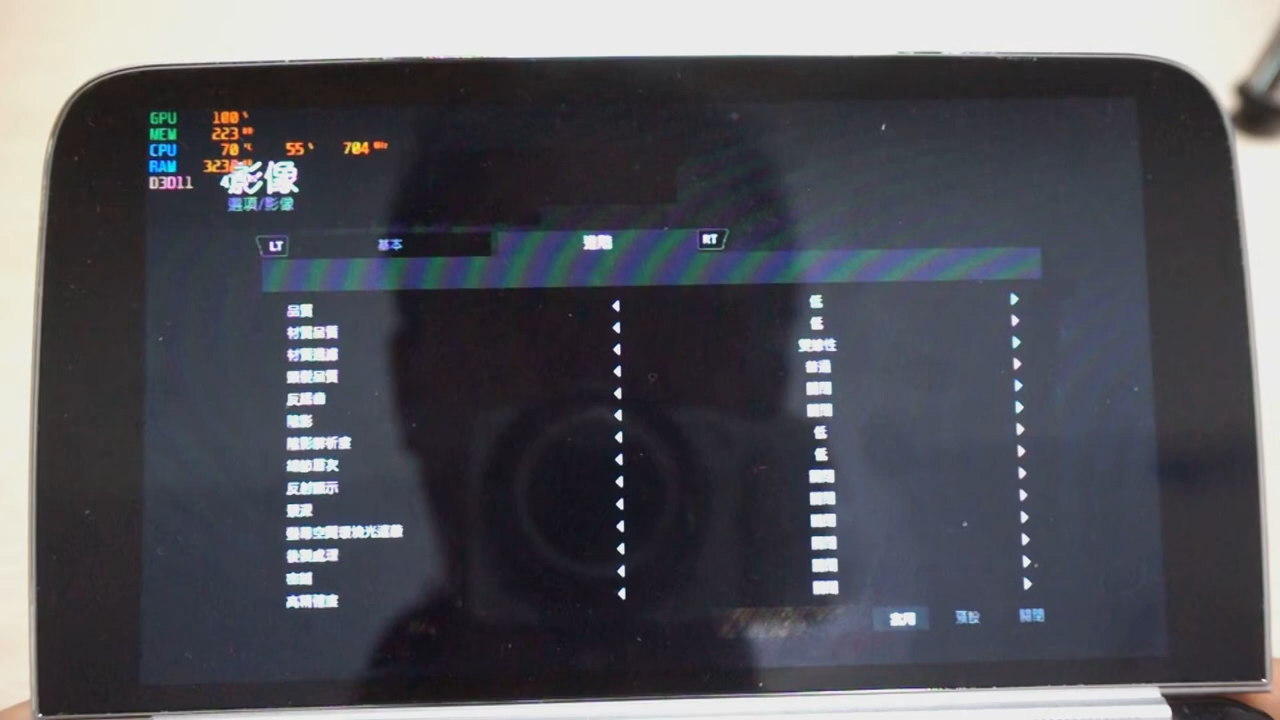 GPU 100 %
MEM 223 MB
CPU 70 °C 55 % 704 MHz
RAM 323
D3D11
影像
選項/影像
LT 基本 進階 RT
品質 低
材質品質 低
材質過濾 雙線性
頭髮品質 普通
反鋸齒 關閉
陰影 關閉
陰影解析度 低
細節層次 低
反射顯示 關閉
景深 關閉
螢幕空間環境光遮蔽 關閉
後製處理 關閉
關閉
高精確度 關閉
套用 預設 關閉